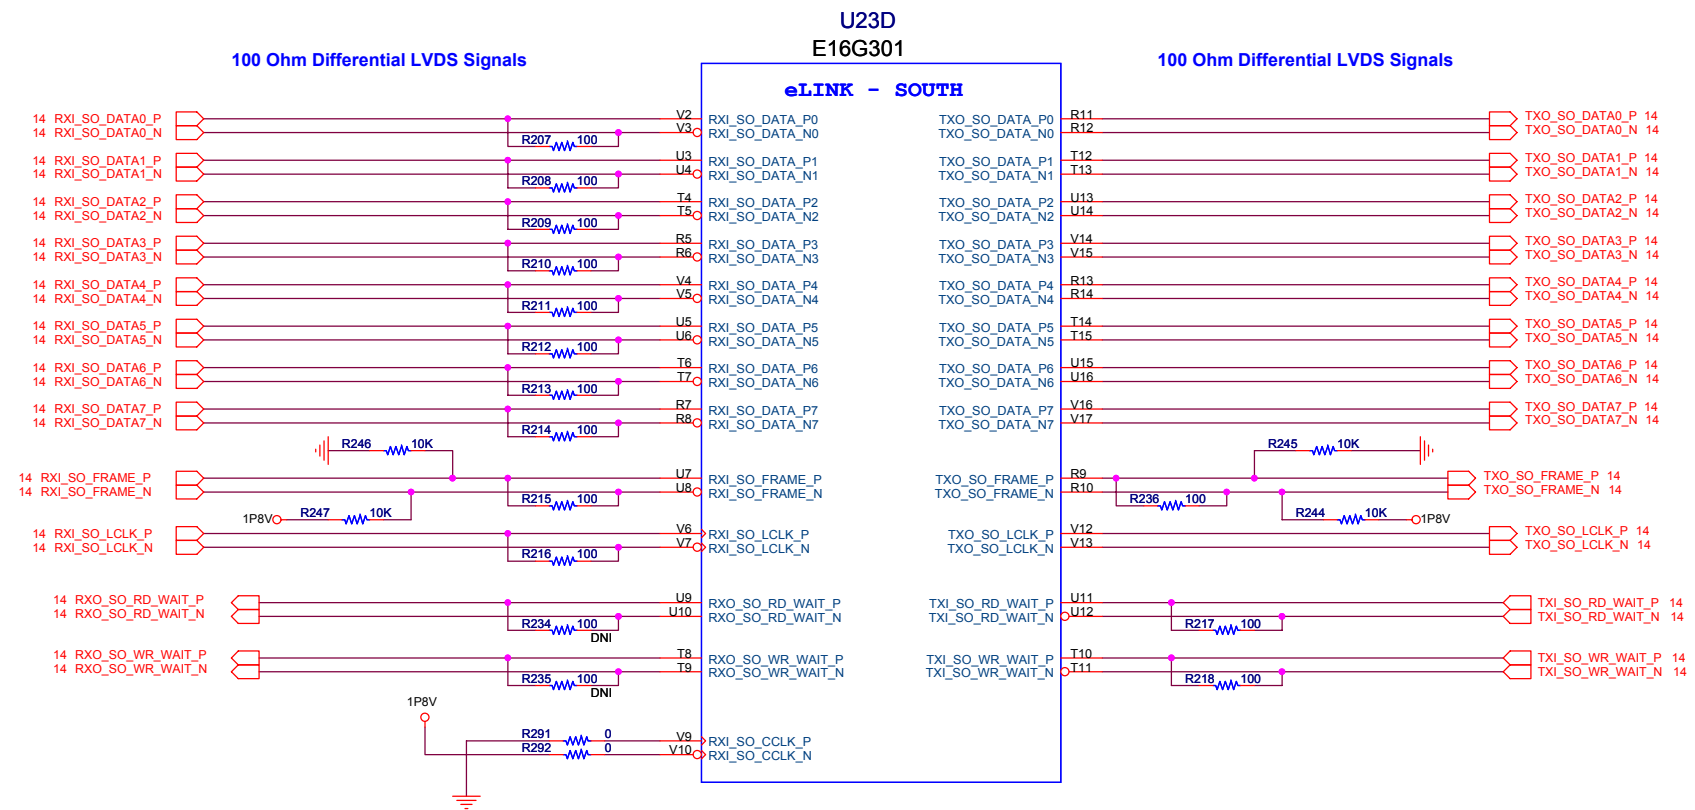 U23D
E16G301
100 Ohm Differential LVDS Signals
100 Ohm Differential LVDS Signals
eLINK - SOUTH
14 RXI_SO_DATA0_P V2 RXI_SO_DATA_P0 TXO_SO_DATA_P0 R11 TXO_SO_DATA0_P 14
14 RXI_SO_DATA0_N V3 RXI_SO_DATA_N0 TXO_SO_DATA_N0 R12 TXO_SO_DATA0_N 14
R207 100
14 RXI_SO_DATA1_P U3 RXI_SO_DATA_P1 TXO_SO_DATA_P1 T12 TXO_SO_DATA1_P 14
14 RXI_SO_DATA1_N U4 RXI_SO_DATA_N1 TXO_SO_DATA_N1 T13 TXO_SO_DATA1_N 14
R208 100
14 RXI_SO_DATA2_P T4 RXI_SO_DATA_P2 TXO_SO_DATA_P2 U13 TXO_SO_DATA2_P 14
14 RXI_SO_DATA2_N T5 RXI_SO_DATA_N2 TXO_SO_DATA_N2 U14 TXO_SO_DATA2_N 14
R209 100
14 RXI_SO_DATA3_P R5 RXI_SO_DATA_P3 TXO_SO_DATA_P3 V14 TXO_SO_DATA3_P 14
14 RXI_SO_DATA3_N R6 RXI_SO_DATA_N3 TXO_SO_DATA_N3 V15 TXO_SO_DATA3_N 14
R210 100
14 RXI_SO_DATA4_P V4 RXI_SO_DATA_P4 TXO_SO_DATA_P4 R13 TXO_SO_DATA4_P 14
14 RXI_SO_DATA4_N V5 RXI_SO_DATA_N4 TXO_SO_DATA_N4 R14 TXO_SO_DATA4_N 14
R211 100
14 RXI_SO_DATA5_P U5 RXI_SO_DATA_P5 TXO_SO_DATA_P5 T14 TXO_SO_DATA5_P 14
14 RXI_SO_DATA5_N U6 RXI_SO_DATA_N5 TXO_SO_DATA_N5 T15 TXO_SO_DATA5_N 14
R212 100
14 RXI_SO_DATA6_P T6 RXI_SO_DATA_P6 TXO_SO_DATA_P6 U15 TXO_SO_DATA6_P 14
14 RXI_SO_DATA6_N T7 RXI_SO_DATA_N6 TXO_SO_DATA_N6 U16 TXO_SO_DATA6_N 14
R213 100
14 RXI_SO_DATA7_P R7 RXI_SO_DATA_P7 TXO_SO_DATA_P7 V16 TXO_SO_DATA7_P 14
14 RXI_SO_DATA7_N R8 RXI_SO_DATA_N7 TXO_SO_DATA_N7 V17 TXO_SO_DATA7_N 14
R214 100
R246 10K R245 10K
14 RXI_SO_FRAME_P U7 RXI_SO_FRAME_P TXO_SO_FRAME_P R9 TXO_SO_FRAME_P 14
14 RXI_SO_FRAME_N U8 RXI_SO_FRAME_N TXO_SO_FRAME_N R10 TXO_SO_FRAME_N 14
R215 100 R236 100
1P8V R247 10K R244 10K 1P8V
14 RXI_SO_LCLK_P V6 RXI_SO_LCLK_P TXO_SO_LCLK_P V12 TXO_SO_LCLK_P 14
14 RXI_SO_LCLK_N V7 RXI_SO_LCLK_N TXO_SO_LCLK_N V13 TXO_SO_LCLK_N 14
R216 100
14 RXO_SO_RD_WAIT_P U9 RXO_SO_RD_WAIT_P TXI_SO_RD_WAIT_P U11 TXI_SO_RD_WAIT_P 14
14 RXO_SO_RD_WAIT_N U10 RXO_SO_RD_WAIT_N TXI_SO_RD_WAIT_N U12 TXI_SO_RD_WAIT_N 14
R234 100 R217 100
DNI
14 RXO_SO_WR_WAIT_P T8 RXO_SO_WR_WAIT_P TXI_SO_WR_WAIT_P T10 TXI_SO_WR_WAIT_P 14
14 RXO_SO_WR_WAIT_N T9 RXO_SO_WR_WAIT_N TXI_SO_WR_WAIT_N T11 TXI_SO_WR_WAIT_N 14
R235 100 R218 100
DNI
1P8V
R291 0 V9 RXI_SO_CCLK_P
R292 0 V10 RXI_SO_CCLK_N